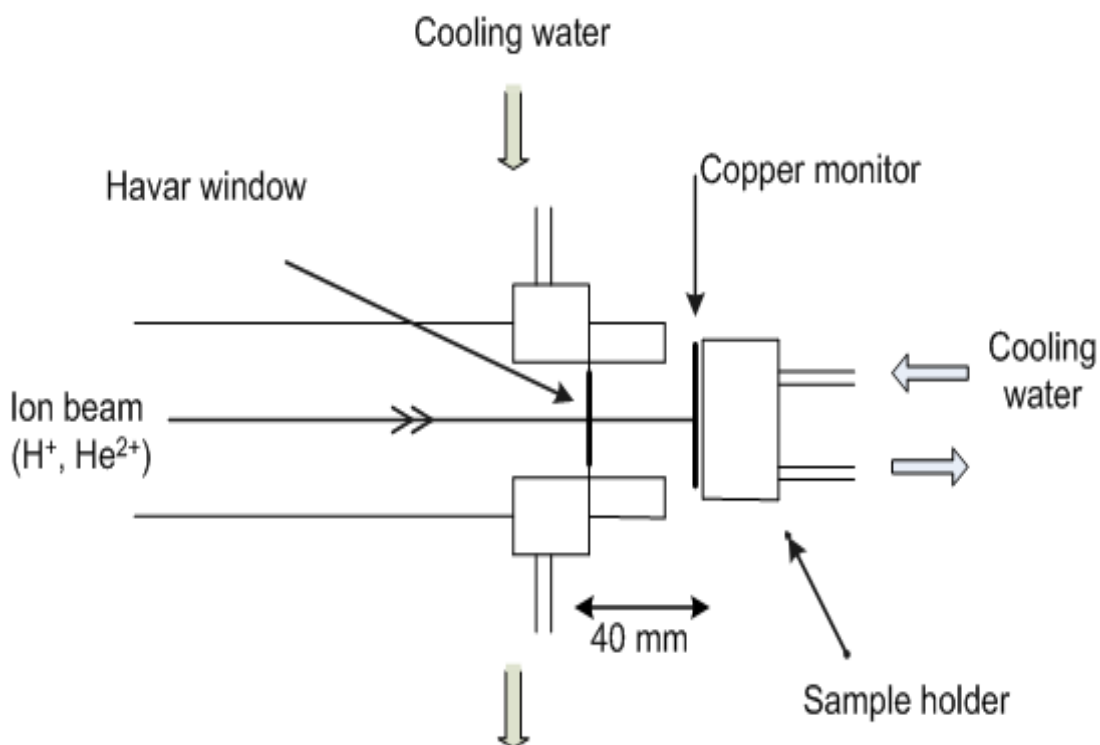 Cooling water
Havar window
Copper monitor
Ion beam
(H⁺, He²⁺)
Cooling
water
40 mm
Sample holder